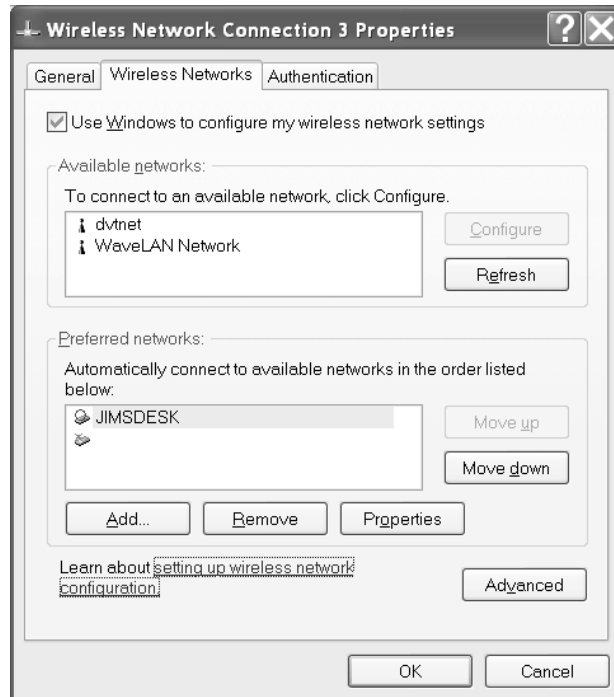 Wireless Network Connection 3 Properties
General Wireless Networks Authentication
Use Windows to configure my wireless network settings
Available networks:
To connect to an available network, click Configure.
dvtnet
WaveLAN Network
Configure
Refresh
Preferred networks:
Automatically connect to available networks in the order listed
below:
JIMSDESK
Move up
Move down
Add... Remove Properties
Learn about setting up wireless network
configuration.
Advanced
OK Cancel